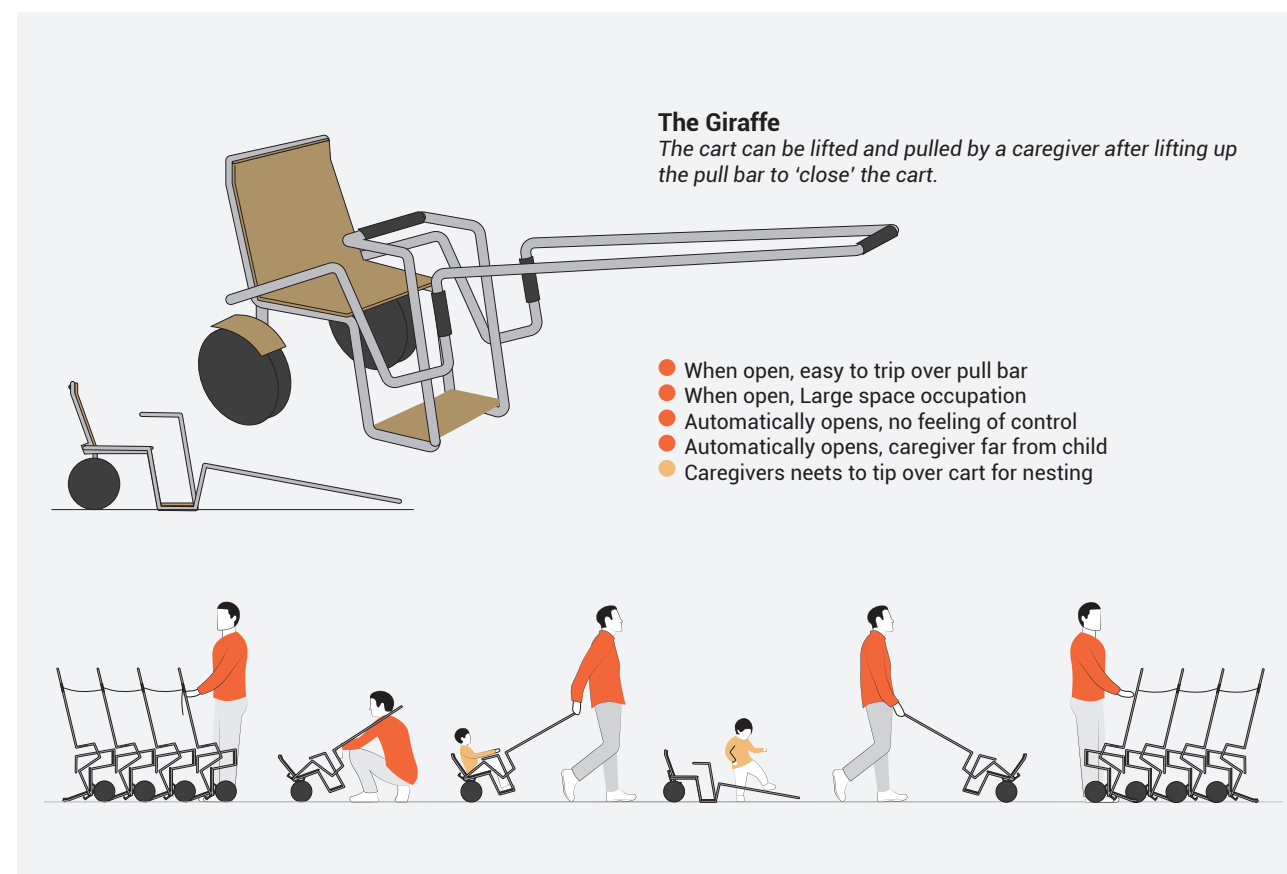 The Giraffe
The cart can be lifted and pulled by a caregiver after lifting up
the pull bar to ‘close’ the cart.
When open, easy to trip over pull bar
When open, Large space occupation
Automatically opens, no feeling of control
Automatically opens, caregiver far from child
Caregivers neets to tip over cart for nesting